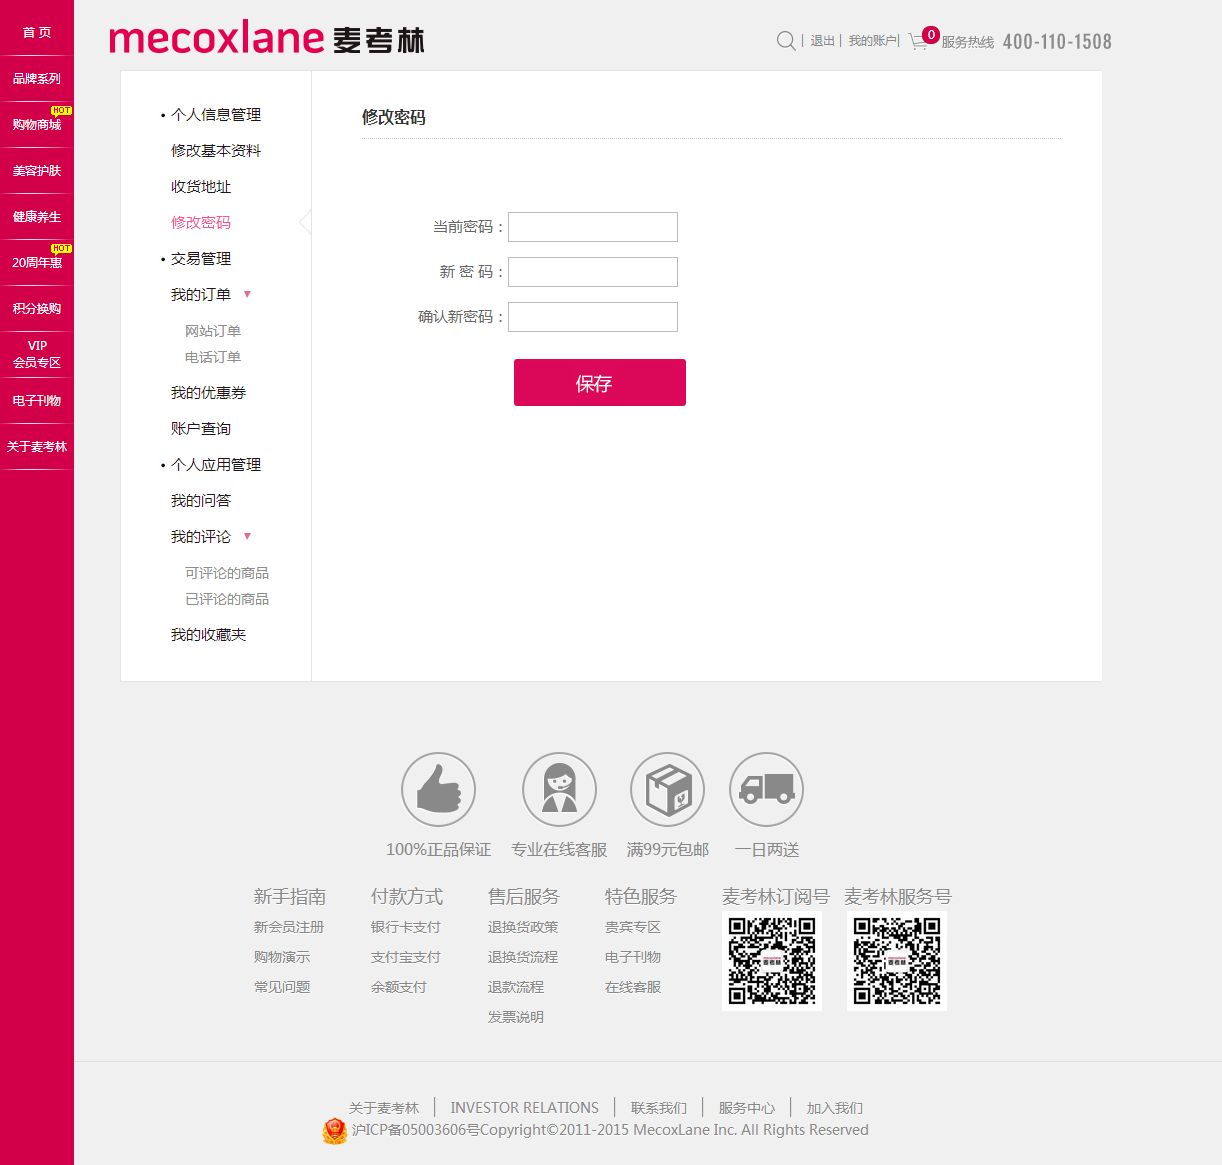 首 页
品牌系列
HOT
购物商城
美容护肤
健康养生
HOT
20周年惠
积分换购
VIP
会员专区
电子刊物
关于麦考林
mecoxlane 麦考林
| 退出 | 我的账户| 0 服务热线 400-110-1508
• 个人信息管理
修改基本资料
收货地址
修改密码
• 交易管理
我的订单 ▼
网站订单
电话订单
我的优惠券
账户查询
• 个人应用管理
我的问答
我的评论 ▼
可评论的商品
已评论的商品
我的收藏夹
修改密码
当前密码：
新 密 码：
确认新密码：
保存
100%正品保证 专业在线客服 满99元包邮 一日两送
新手指南
新会员注册
购物演示
常见问题
付款方式
银行卡支付
支付宝支付
余额支付
售后服务
退换货政策
退换货流程
退款流程
发票说明
特色服务
贵宾专区
电子刊物
在线客服
麦考林订阅号
麦考林
麦考林服务号
麦考林
关于麦考林 | INVESTOR RELATIONS | 联系我们 | 服务中心 | 加入我们
沪ICP备05003606号Copyright©2011-2015 MecoxLane Inc. All Rights Reserved